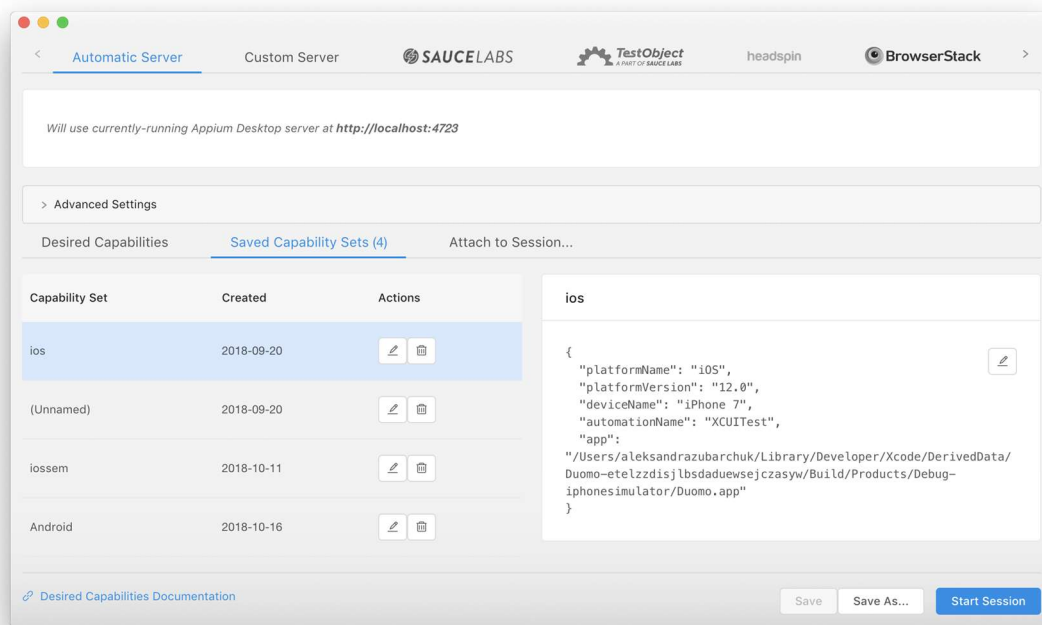 Automatic Server
Custom Server
SAUCELABS
TestObject
A PART OF SAUCE LABS
headspin
BrowserStack
Will use currently-running Appium Desktop server at http://localhost:4723
Advanced Settings
Desired Capabilities
Saved Capability Sets (4)
Attach to Session...
Capability Set Created Actions
ios 2018-09-20
(Unnamed) 2018-09-20
iossem 2018-10-11
Android 2018-10-16
ios
{
"platformName": "iOS",
"platformVersion": "12.0",
"deviceName": "iPhone 7",
"automationName": "XCUITest",
"app":
"/Users/aleksandrazubarchuk/Library/Developer/Xcode/DerivedData/
Duomo-etelzzdisjlbsdaduewsejczasyw/Build/Products/Debug-
iphonesimulator/Duomo.app"
}
Desired Capabilities Documentation
Save
Save As...
Start Session